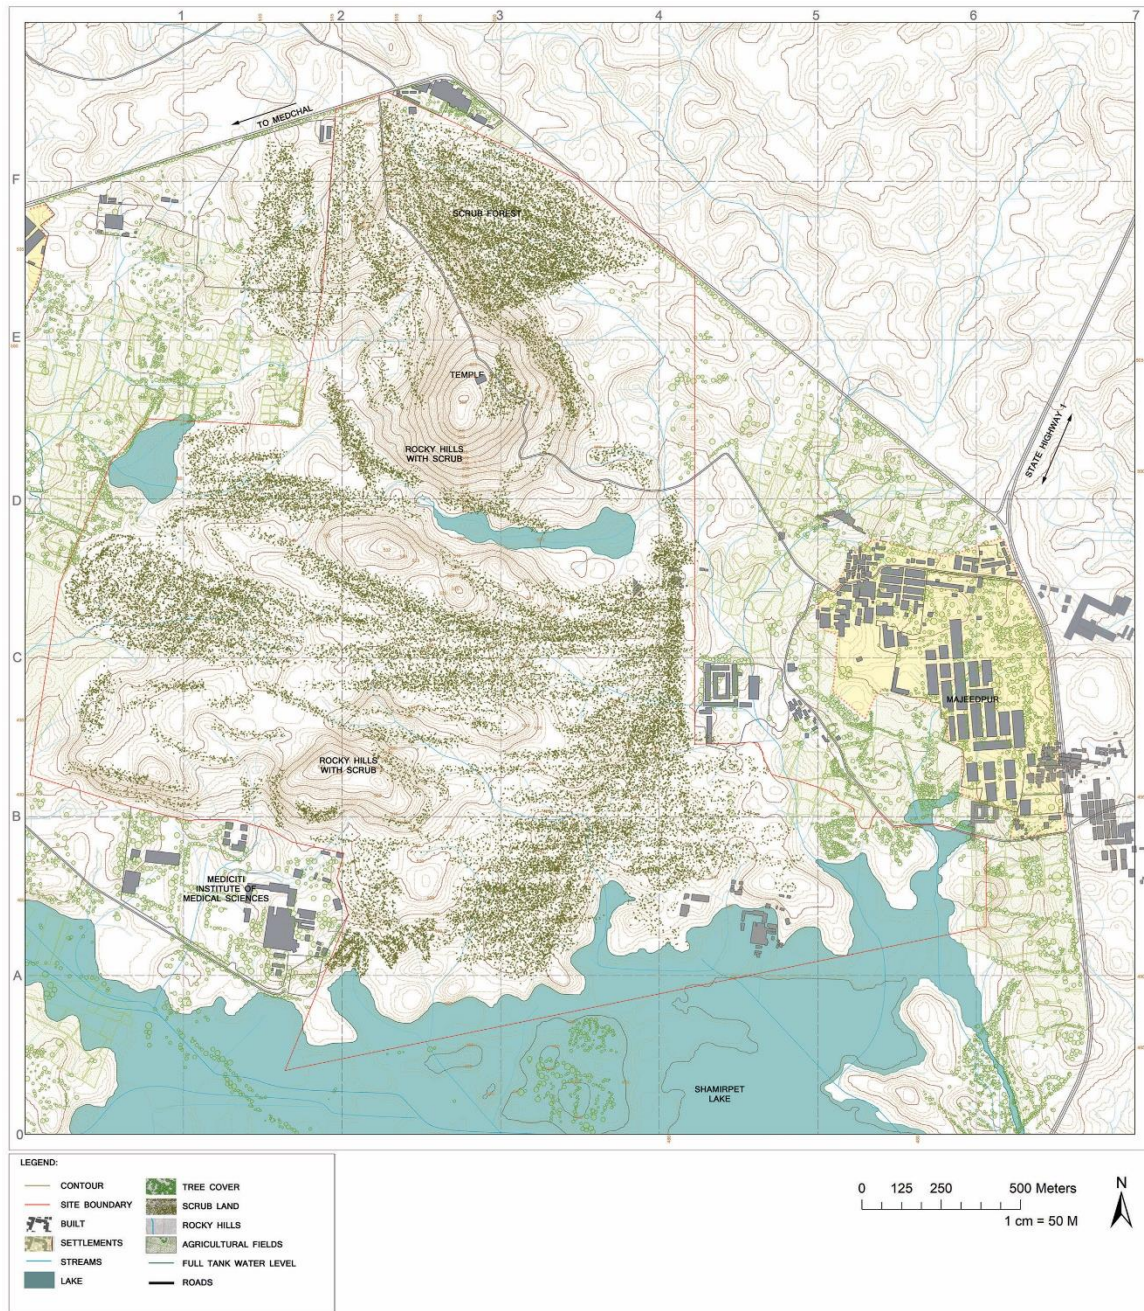 1 2 3 4 5 6 7
TO MEDCHAL
F
SCRUB FOREST
E
TEMPLE
STATE HIGHWAY 1
ROCKY HILLS
WITH SCRUB
D
C
MAJEEDPUR
ROCKY HILLS
WITH SCRUB
B
MEDICITI
INSTITUTE OF
MEDICAL SCIENCES
A
SHAMIRPET
LAKE
0
LEGEND:
CONTOUR
SITE BOUNDARY
BUILT
SETTLEMENTS
STREAMS
LAKE
TREE COVER
SCRUB LAND
ROCKY HILLS
AGRICULTURAL FIELDS
FULL TANK WATER LEVEL
ROADS
0 125 250 500 Meters
1 cm = 50 M
N